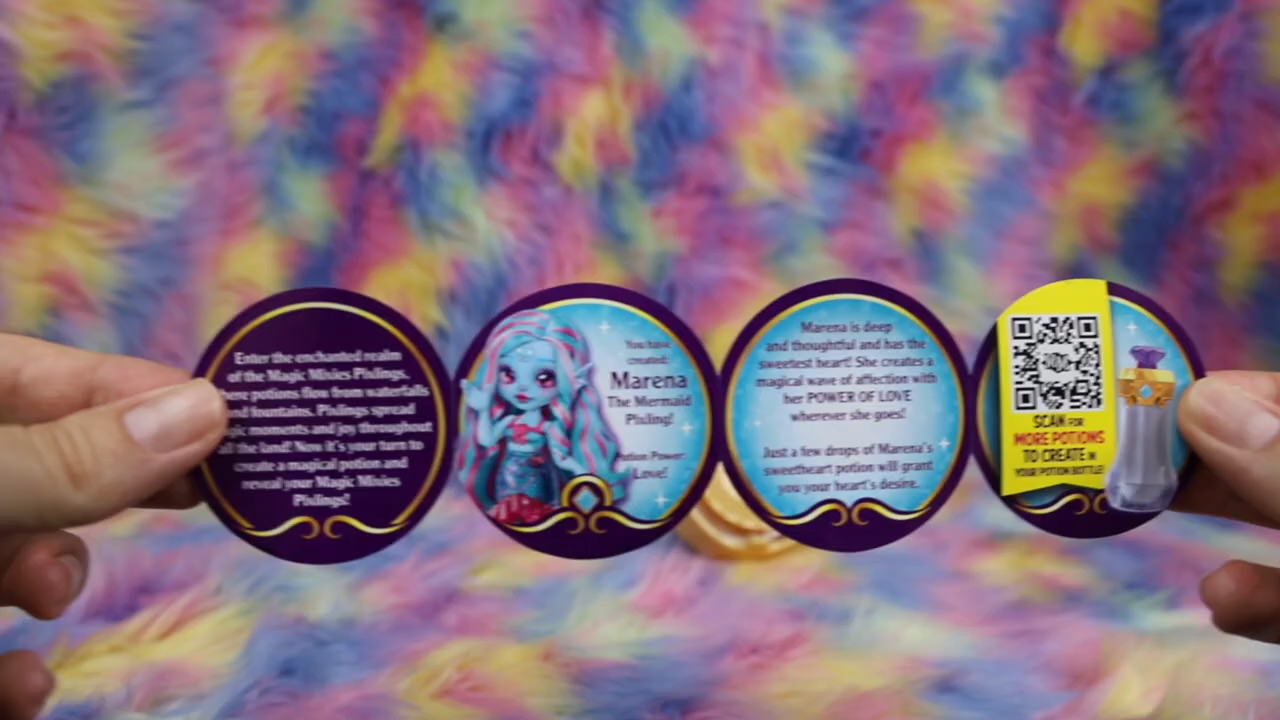 Enter the enchanted realm
of the Magic Mixies Pixlings,
here potions flow from waterfalls
and fountains. Pixlings spread
gic moments and joy throughout
all the land! Now it's your turn to
create a magical potion and
reveal your Magic Mixies
Pixlings!
You have
created:
Marena
The Mermaid
Pixling!
otion Power:
Love!
Marena is deep
and thoughtful and has the
sweetest heart! She creates a
magical wave of affection with
her POWER OF LOVE
wherever she goes!
Just a few drops of Marena's
sweetheart potion will grant
you your heart's desire.
SCAN FOR
MORE POTIONS
TO CREATE IN
YOUR POTION BOTTLE!